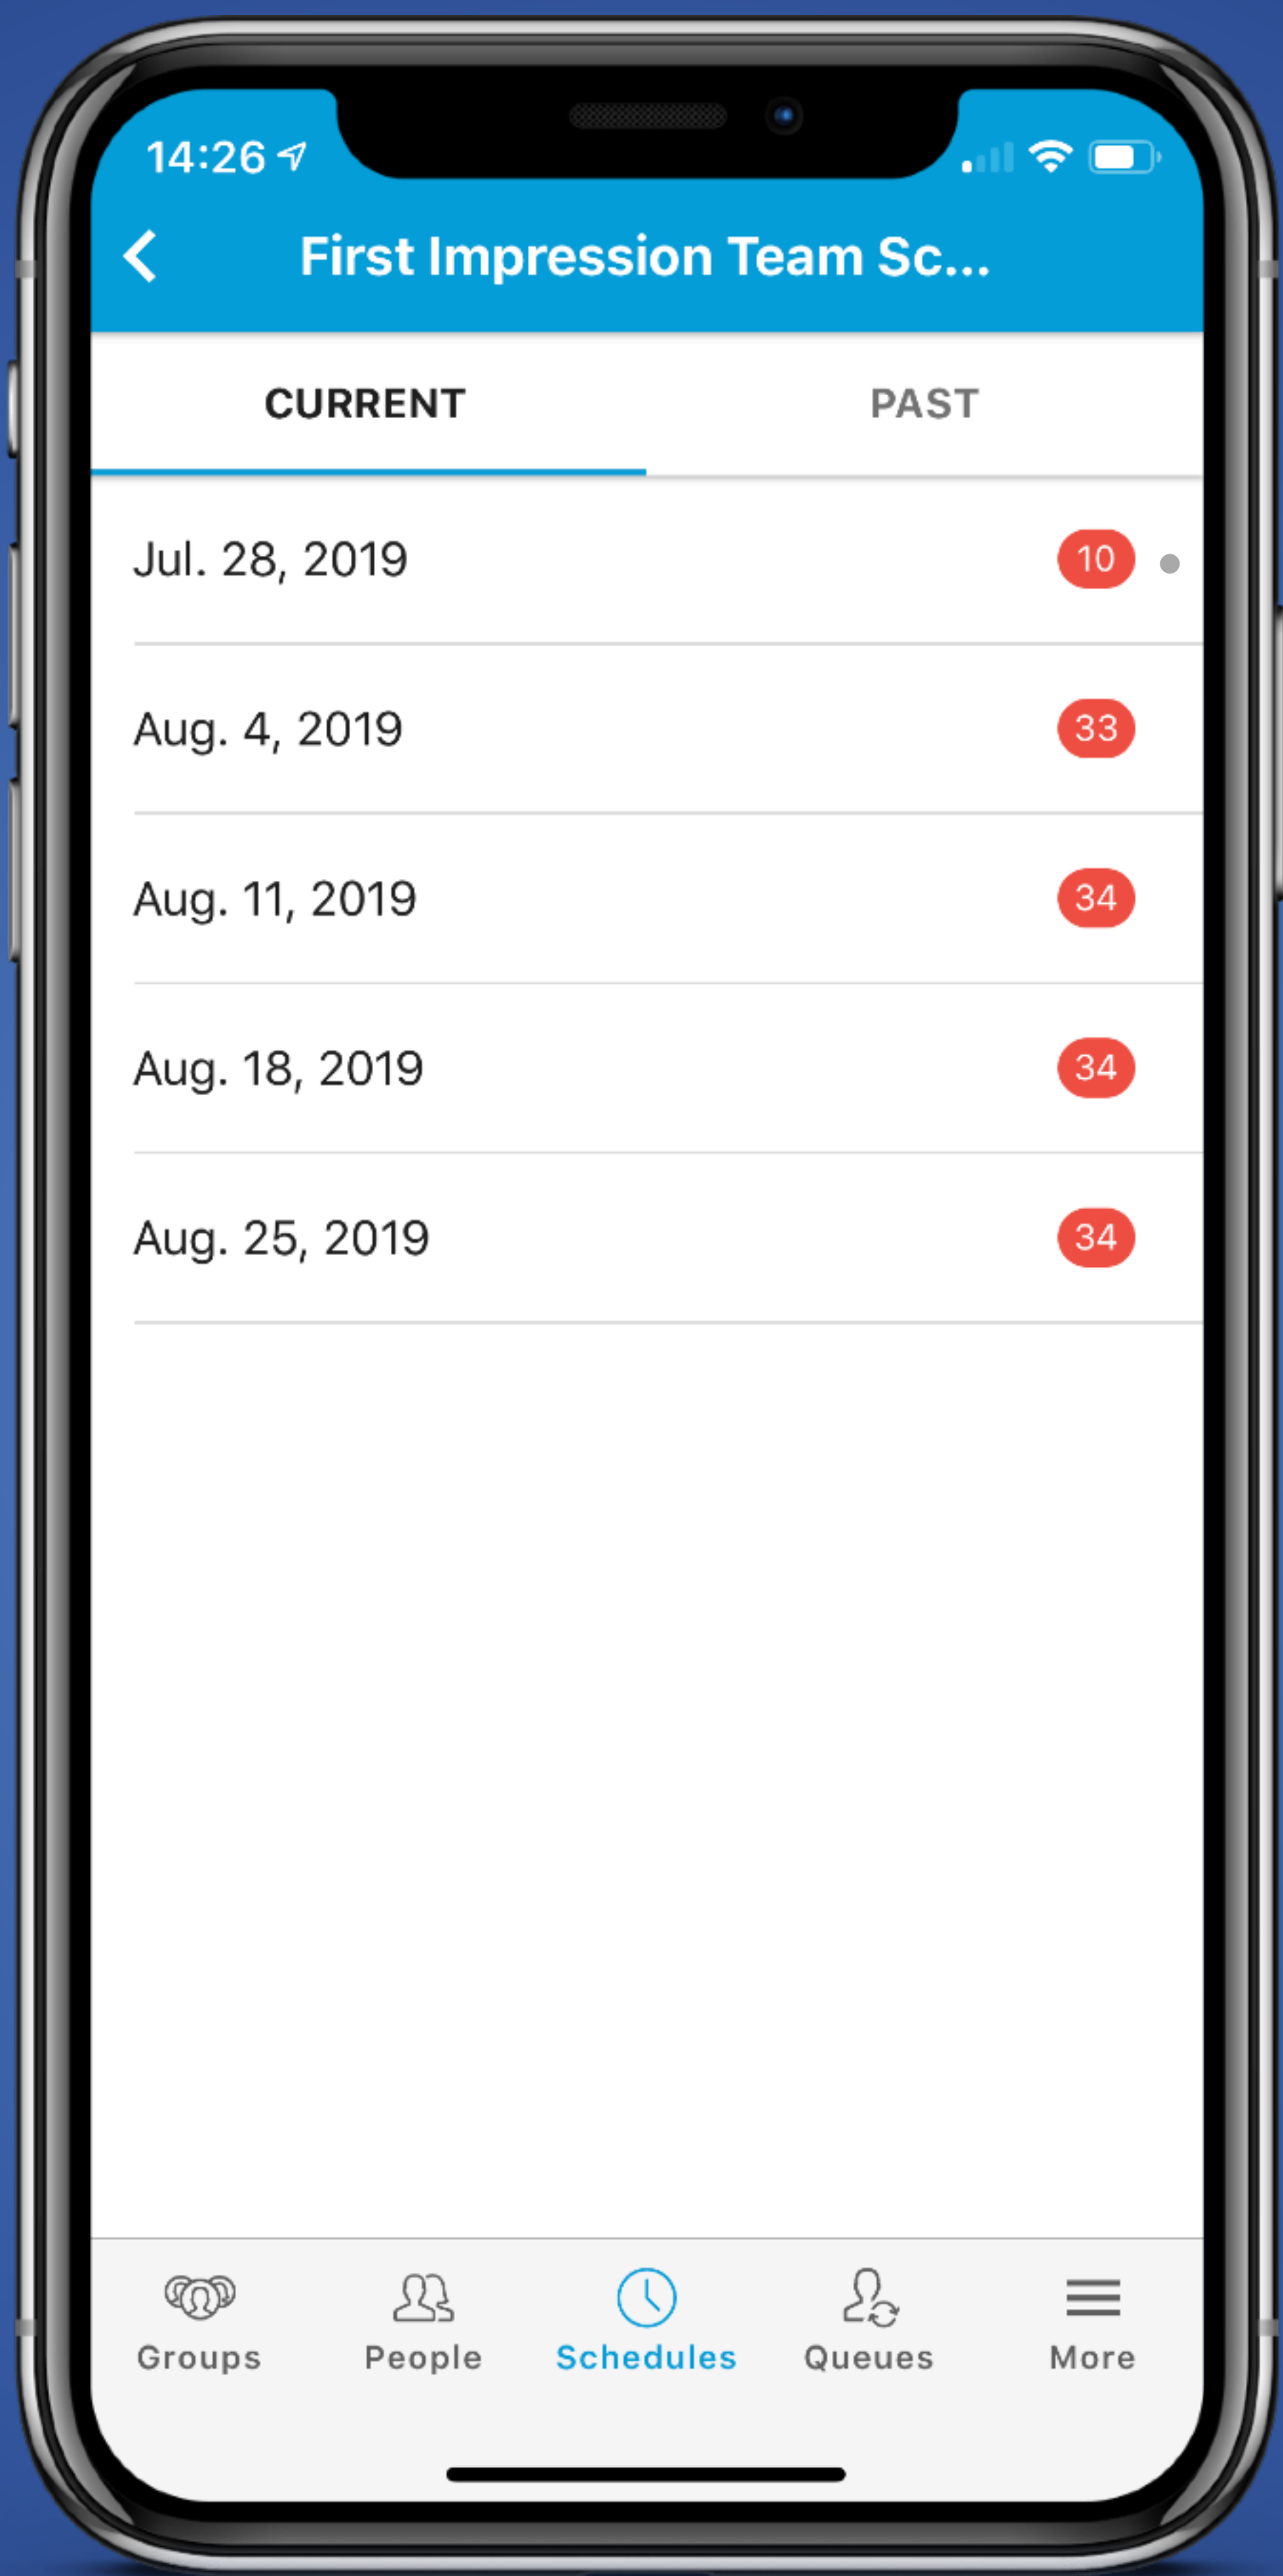 14:26
First Impression Team Sc...
CURRENT PAST
Jul. 28, 2019 10
Aug. 4, 2019 33
Aug. 11, 2019 34
Aug. 18, 2019 34
Aug. 25, 2019 34
Groups People Schedules Queues More